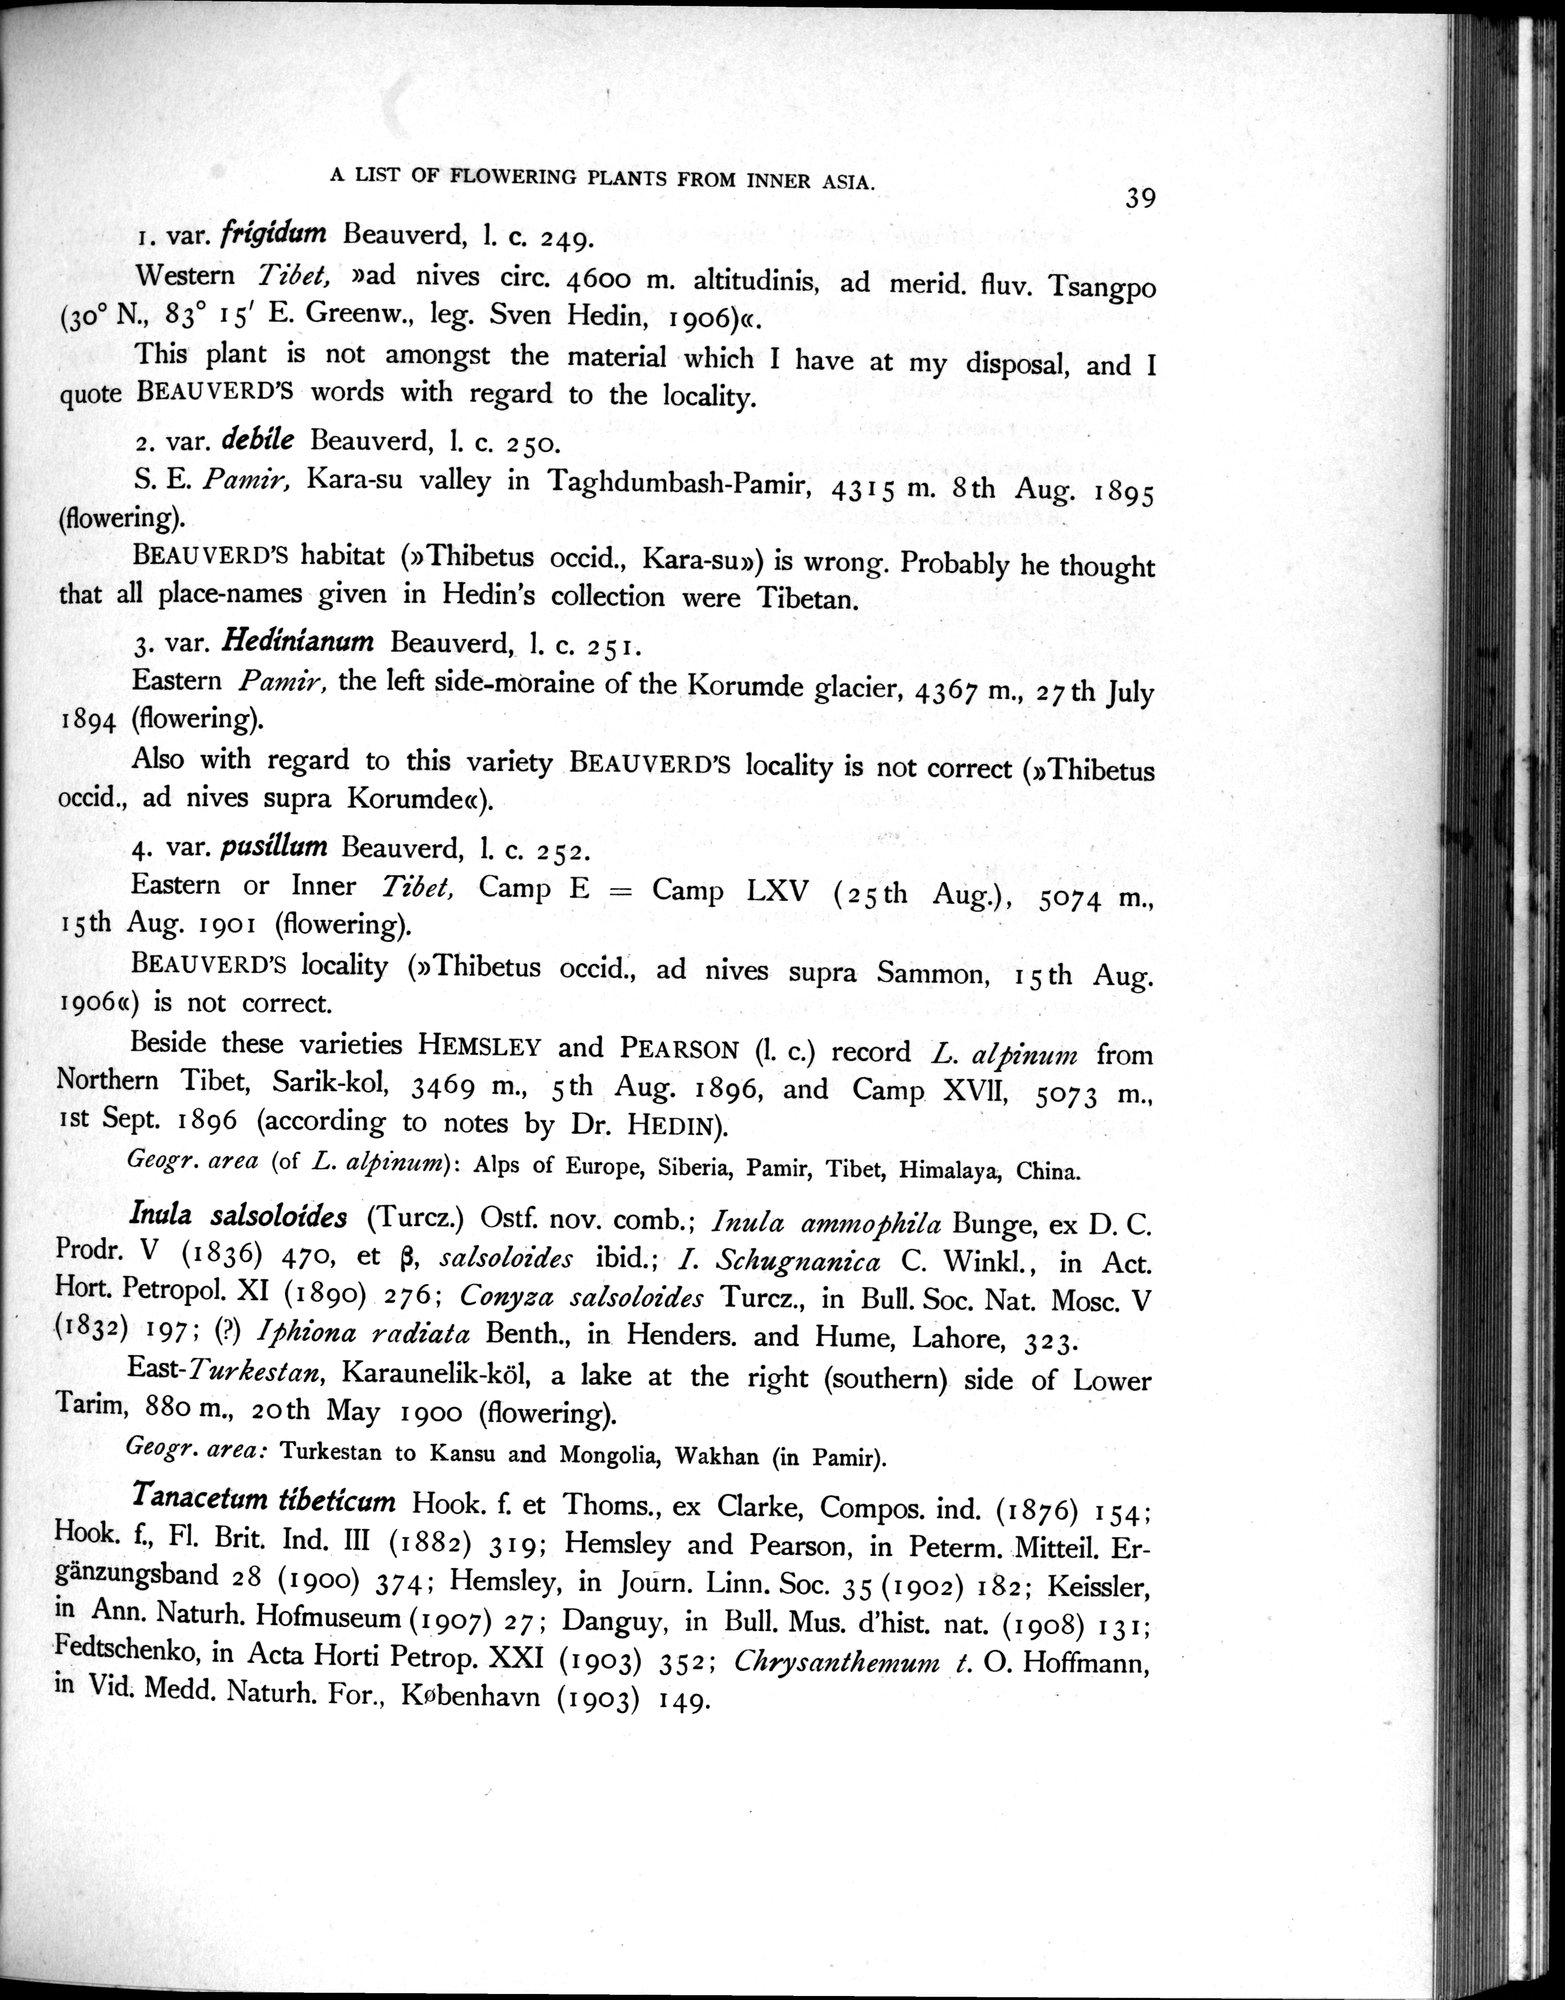 A LIST OF FLOWERING PLANTS FROM INNER ASIA.
39
1. var. frigidum Beauverd, l. c. 249.
Western Tibet, »ad nives circ. 4600 m. altitudinis, ad merid. fluv. Tsangpo
(30° N., 83° 15′ E. Greenw., leg. Sven Hedin, 1906)«.
This plant is not amongst the material which I have at my disposal, and I
quote BEAUVERD'S words with regard to the locality.
2. var. debile Beauverd, l. c. 250.
S. E. Pamir, Kara-su valley in Taghdumbash-Pamir, 4315 m. 8th Aug. 1895
(flowering).
BEAUVERD'S habitat (»Thibetus occid., Kara-su») is wrong. Probably he thought
that all place-names given in Hedin's collection were Tibetan.
3. var. Hedinianum Beauverd, l. c. 251.
Eastern Pamir, the left side-moraine of the Korumde glacier, 4367 m., 27th July
1894 (flowering).
Also with regard to this variety BEAUVERD'S locality is not correct (»Thibetus
occid., ad nives supra Korumde«).
4. var. pusillum Beauverd, l. c. 252.
Eastern or Inner Tibet, Camp E = Camp LXV (25th Aug.), 5074 m.,
15th Aug. 1901 (flowering).
BEAUVERD'S locality (»Thibetus occid., ad nives supra Sammon, 15th Aug.
1906«) is not correct.
Beside these varieties HEMSLEY and PEARSON (l. c.) record L. alpinum from
Northern Tibet, Sarik-kol, 3469 m., 5th Aug. 1896, and Camp XVII, 5073 m.,
1st Sept. 1896 (according to notes by Dr. HEDIN).
Geogr. area (of L. alpinum): Alps of Europe, Siberia, Pamir, Tibet, Himalaya, China.
Inula salsoloides (Turcz.) Ostf. nov. comb.; Inula ammophila Bunge, ex D. C.
Prodr. V (1836) 470, et β, salsoloides ibid.; I. Schugnanica C. Winkl., in Act.
Hort. Petropol. XI (1890) 276; Conyza salsoloides Turcz., in Bull. Soc. Nat. Mosc. V
(1832) 197; (?) Iphiona radiata Benth., in Henders. and Hume, Lahore, 323.
East-Turkestan, Karaunelik-köl, a lake at the right (southern) side of Lower
Tarim, 880 m., 20th May 1900 (flowering).
Geogr. area: Turkestan to Kansu and Mongolia, Wakhan (in Pamir).
Tanacetum tibeticum Hook. f. et Thoms., ex Clarke, Compos. ind. (1876) 154;
Hook. f., Fl. Brit. Ind. III (1882) 319; Hemsley and Pearson, in Peterm. Mitteil. Er-
gänzungsband 28 (1900) 374; Hemsley, in Journ. Linn. Soc. 35 (1902) 182; Keissler,
in Ann. Naturh. Hofmuseum (1907) 27; Danguy, in Bull. Mus. d'hist. nat. (1908) 131;
Fedtschenko, in Acta Horti Petrop. XXI (1903) 352; Chrysanthemum t. O. Hoffmann,
in Vid. Medd. Naturh. For., København (1903) 149.